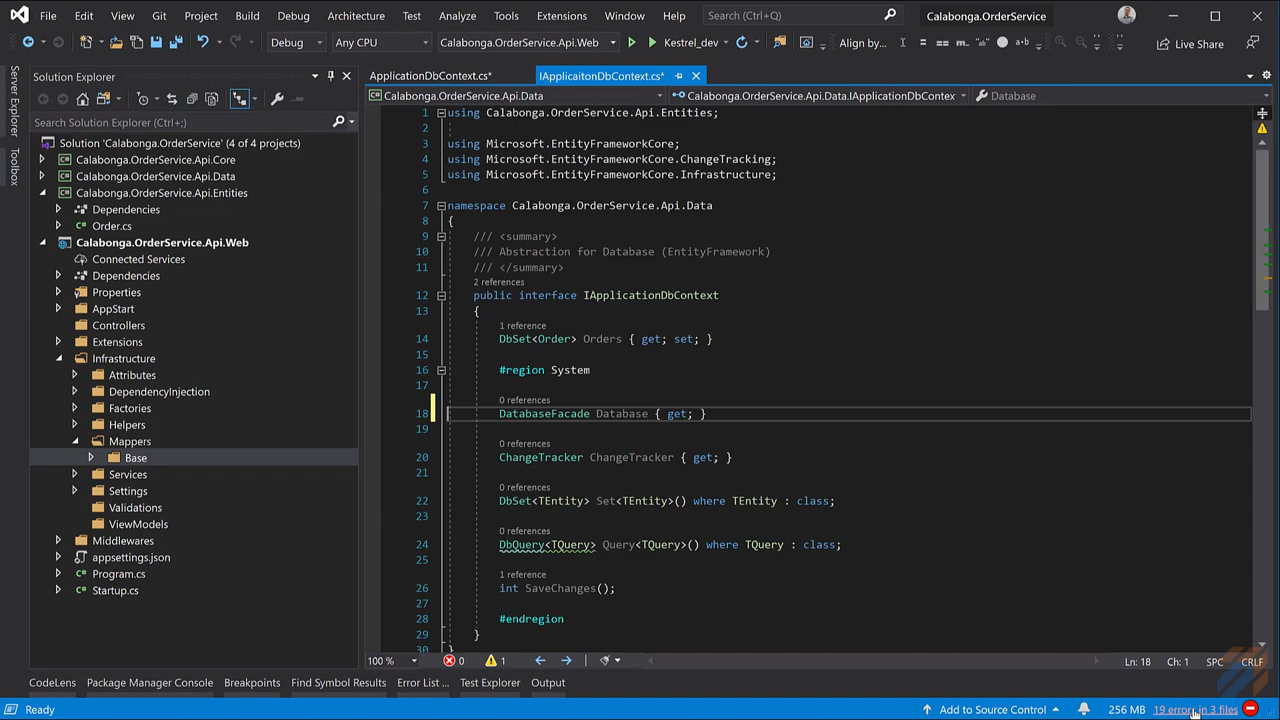 File Edit View Git Project Build Debug Architecture Test Analyze Tools Extensions Window Help Search (Ctrl+Q) Calabonga.OrderService
Debug Any CPU Calabonga.OrderService.Api.Web Kestrel_dev Align by... Live Share
Server Explorer
Toolbox
Solution Explorer
Search Solution Explorer (Ctrl+;)
Solution 'Calabonga.OrderService' (4 of 4 projects)
Calabonga.OrderService.Api.Core
Calabonga.OrderService.Api.Data
Calabonga.OrderService.Api.Entities
Dependencies
Order.cs
Calabonga.OrderService.Api.Web
Connected Services
Dependencies
Properties
AppStart
Controllers
Extensions
Infrastructure
Attributes
DependencyInjection
Factories
Helpers
Mappers
Base
Services
Settings
Validations
ViewModels
Middlewares
appsettings.json
Program.cs
Startup.cs
ApplicationDbContext.cs* IApplicaitonDbContext.cs*
Calabonga.OrderService.Api.Data Calabonga.OrderService.Api.Data.IApplicationDbContex Database
1 using Calabonga.OrderService.Api.Entities;
2
3 using Microsoft.EntityFrameworkCore;
4 using Microsoft.EntityFrameworkCore.ChangeTracking;
5 using Microsoft.EntityFrameworkCore.Infrastructure;
6
7 namespace Calabonga.OrderService.Api.Data
8 {
9 /// <summary>
10 /// Abstraction for Database (EntityFramework)
11 /// </summary>
2 references
12 public interface IApplicationDbContext
13 {
1 reference
14 DbSet<Order> Orders { get; set; }
15
16 #region System
17
0 references
18 DatabaseFacade Database { get; }
19
0 references
20 ChangeTracker ChangeTracker { get; }
21
0 references
22 DbSet<TEntity> Set<TEntity>() where TEntity : class;
23
0 references
24 DbQuery<TQuery> Query<TQuery>() where TQuery : class;
25
1 reference
26 int SaveChanges();
27
28 #endregion
29 }
30 }
100 % 0 1 Ln: 18 Ch: 1 SPC CRLF
CodeLens Package Manager Console Breakpoints Find Symbol Results Error List ... Test Explorer Output
Ready Add to Source Control 256 MB 19 errors in 3 files